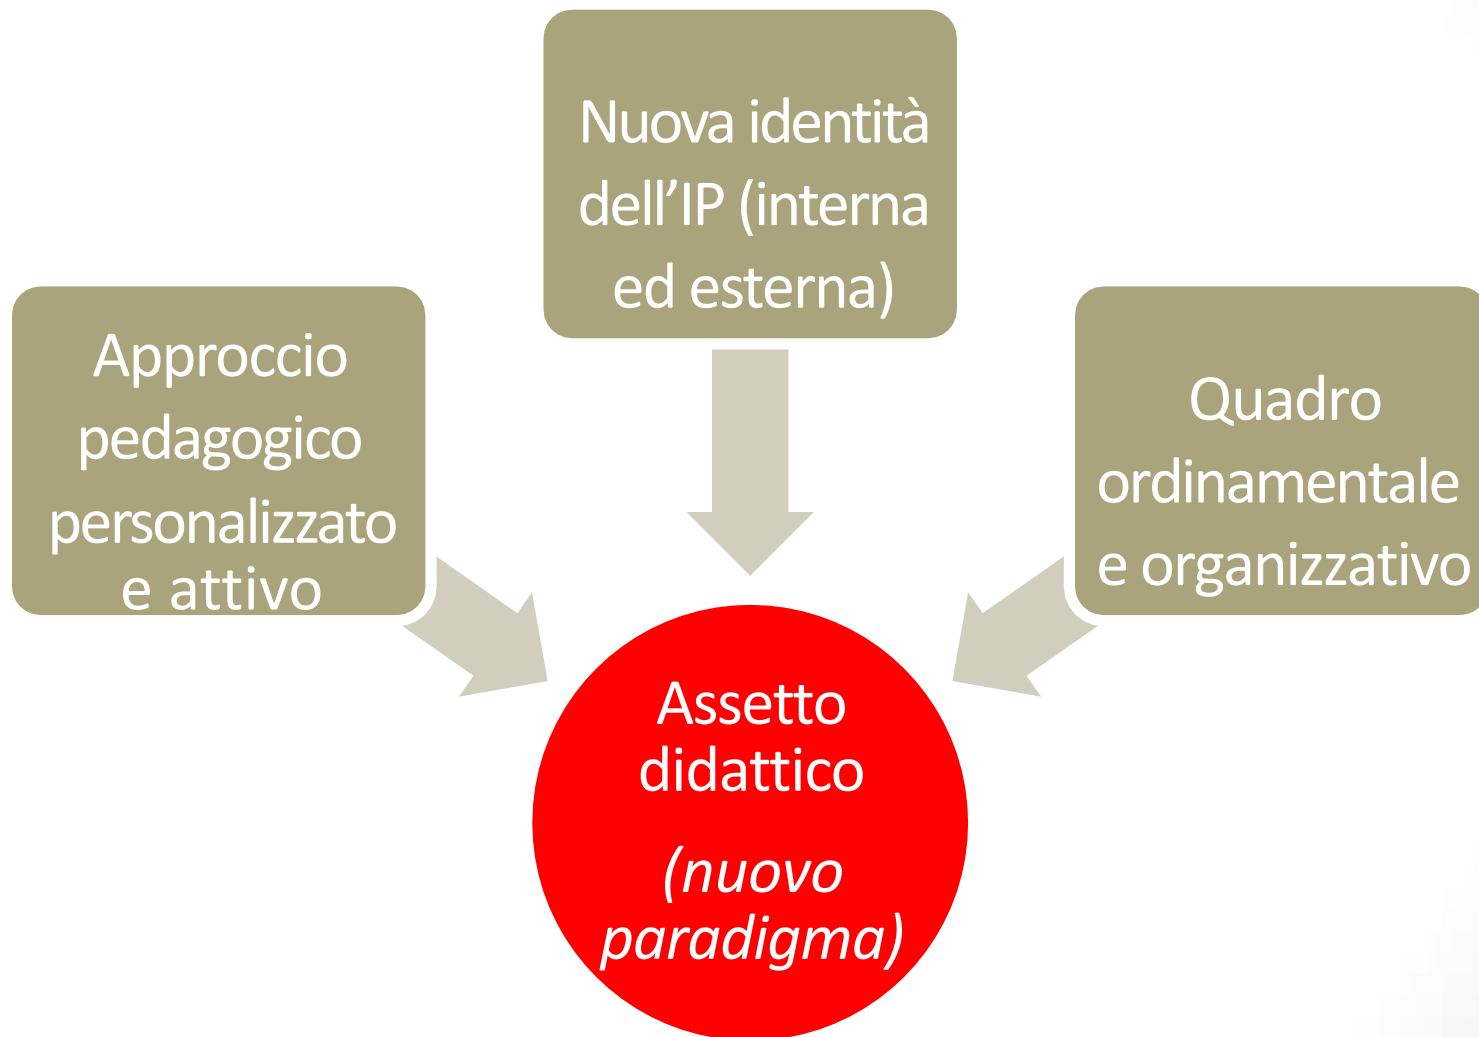 Nuova identità
dell’IP (interna
ed esterna)
Approccio
pedagogico
personalizzato
e attivo
Quadro
ordinamentale
e organizzativo
Assetto
didattico
(nuovo
paradigma)